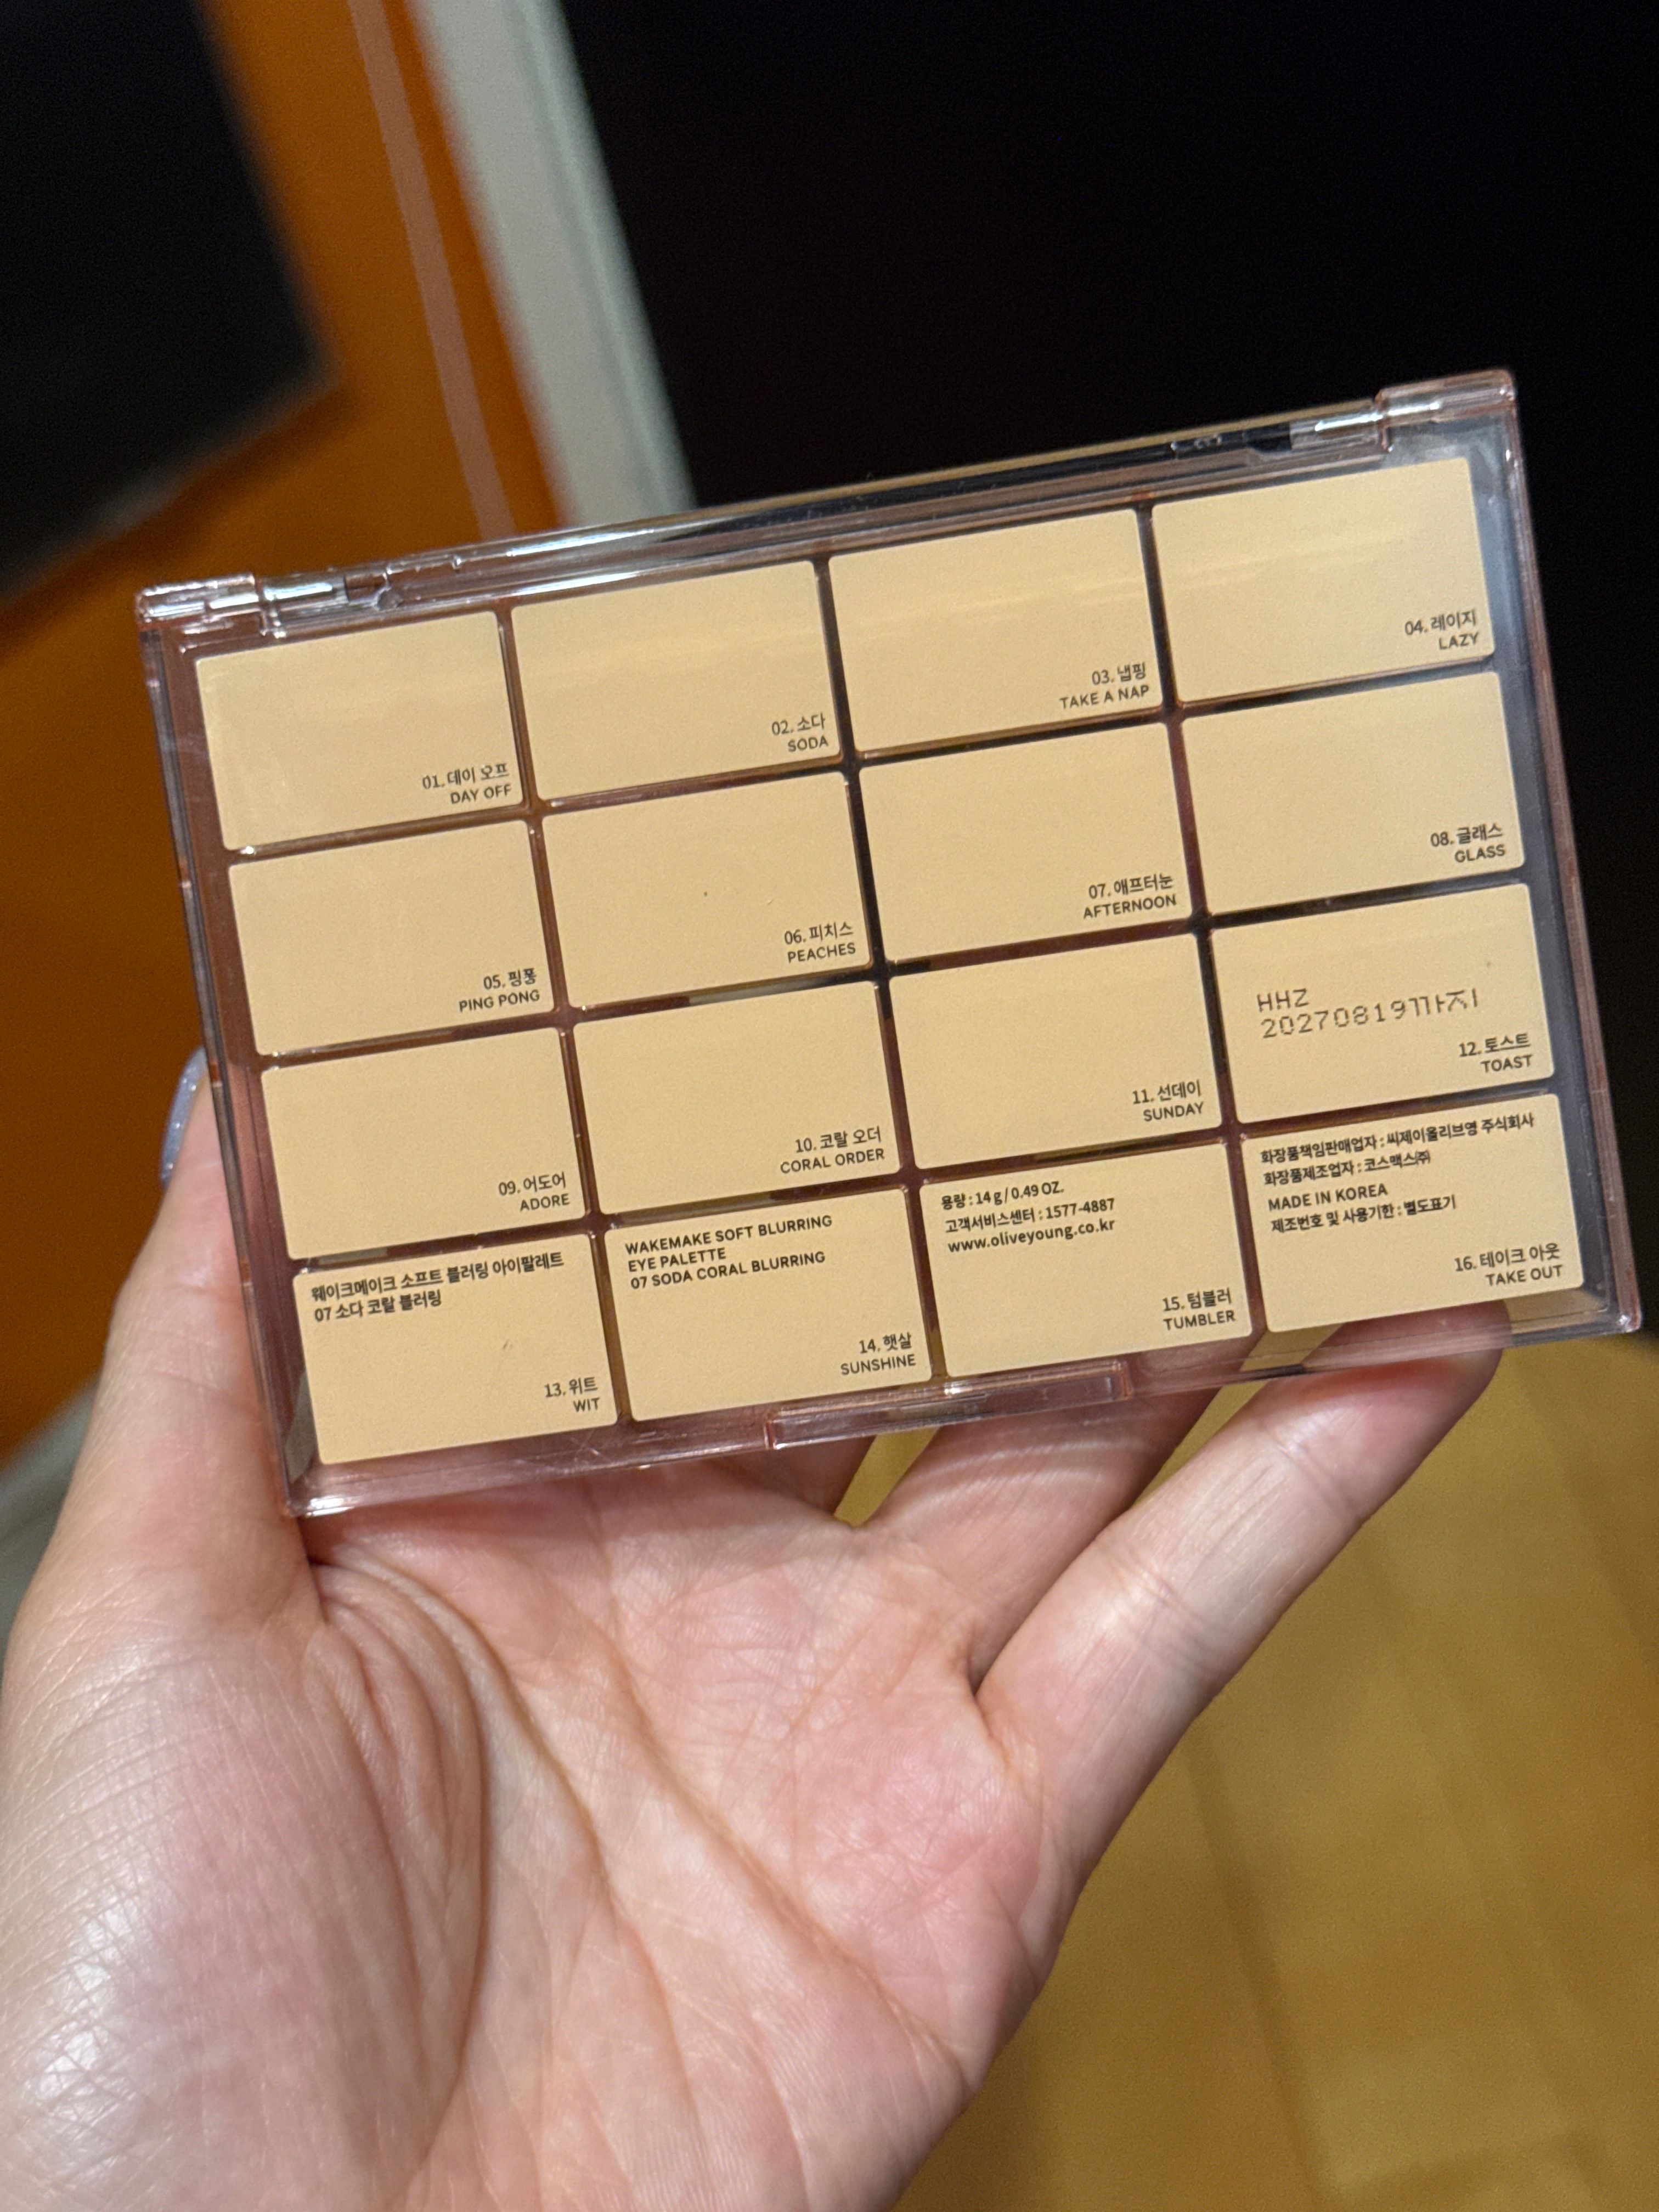 01. 데이 오프
DAY OFF
02. 소다
SODA
03. 냅핑
TAKE A NAP
04. 레이지
LAZY
05. 핑퐁
PING PONG
06. 피치스
PEACHES
07. 애프터눈
AFTERNOON
08. 글래스
GLASS
09. 어도어
ADORE
10. 코랄 오더
CORAL ORDER
11. 선데이
SUNDAY
HHZ
20270819까지
12. 토스트
TOAST
웨이크메이크 소프트 블러링 아이팔레트
07 소다 코랄 블러링
13. 위트
WIT
WAKEMAKE SOFT BLURRING
EYE PALETTE
07 SODA CORAL BLURRING
14. 햇살
SUNSHINE
용량 : 14 g / 0.49 OZ.
고객서비스센터 : 1577-4887
www.oliveyoung.co.kr
15. 텀블러
TUMBLER
화장품책임판매업자 : 씨제이올리브영 주식회사
화장품제조업자 : 코스맥스㈜
MADE IN KOREA
제조번호 및 사용기한 : 별도표기
16. 테이크 아웃
TAKE OUT